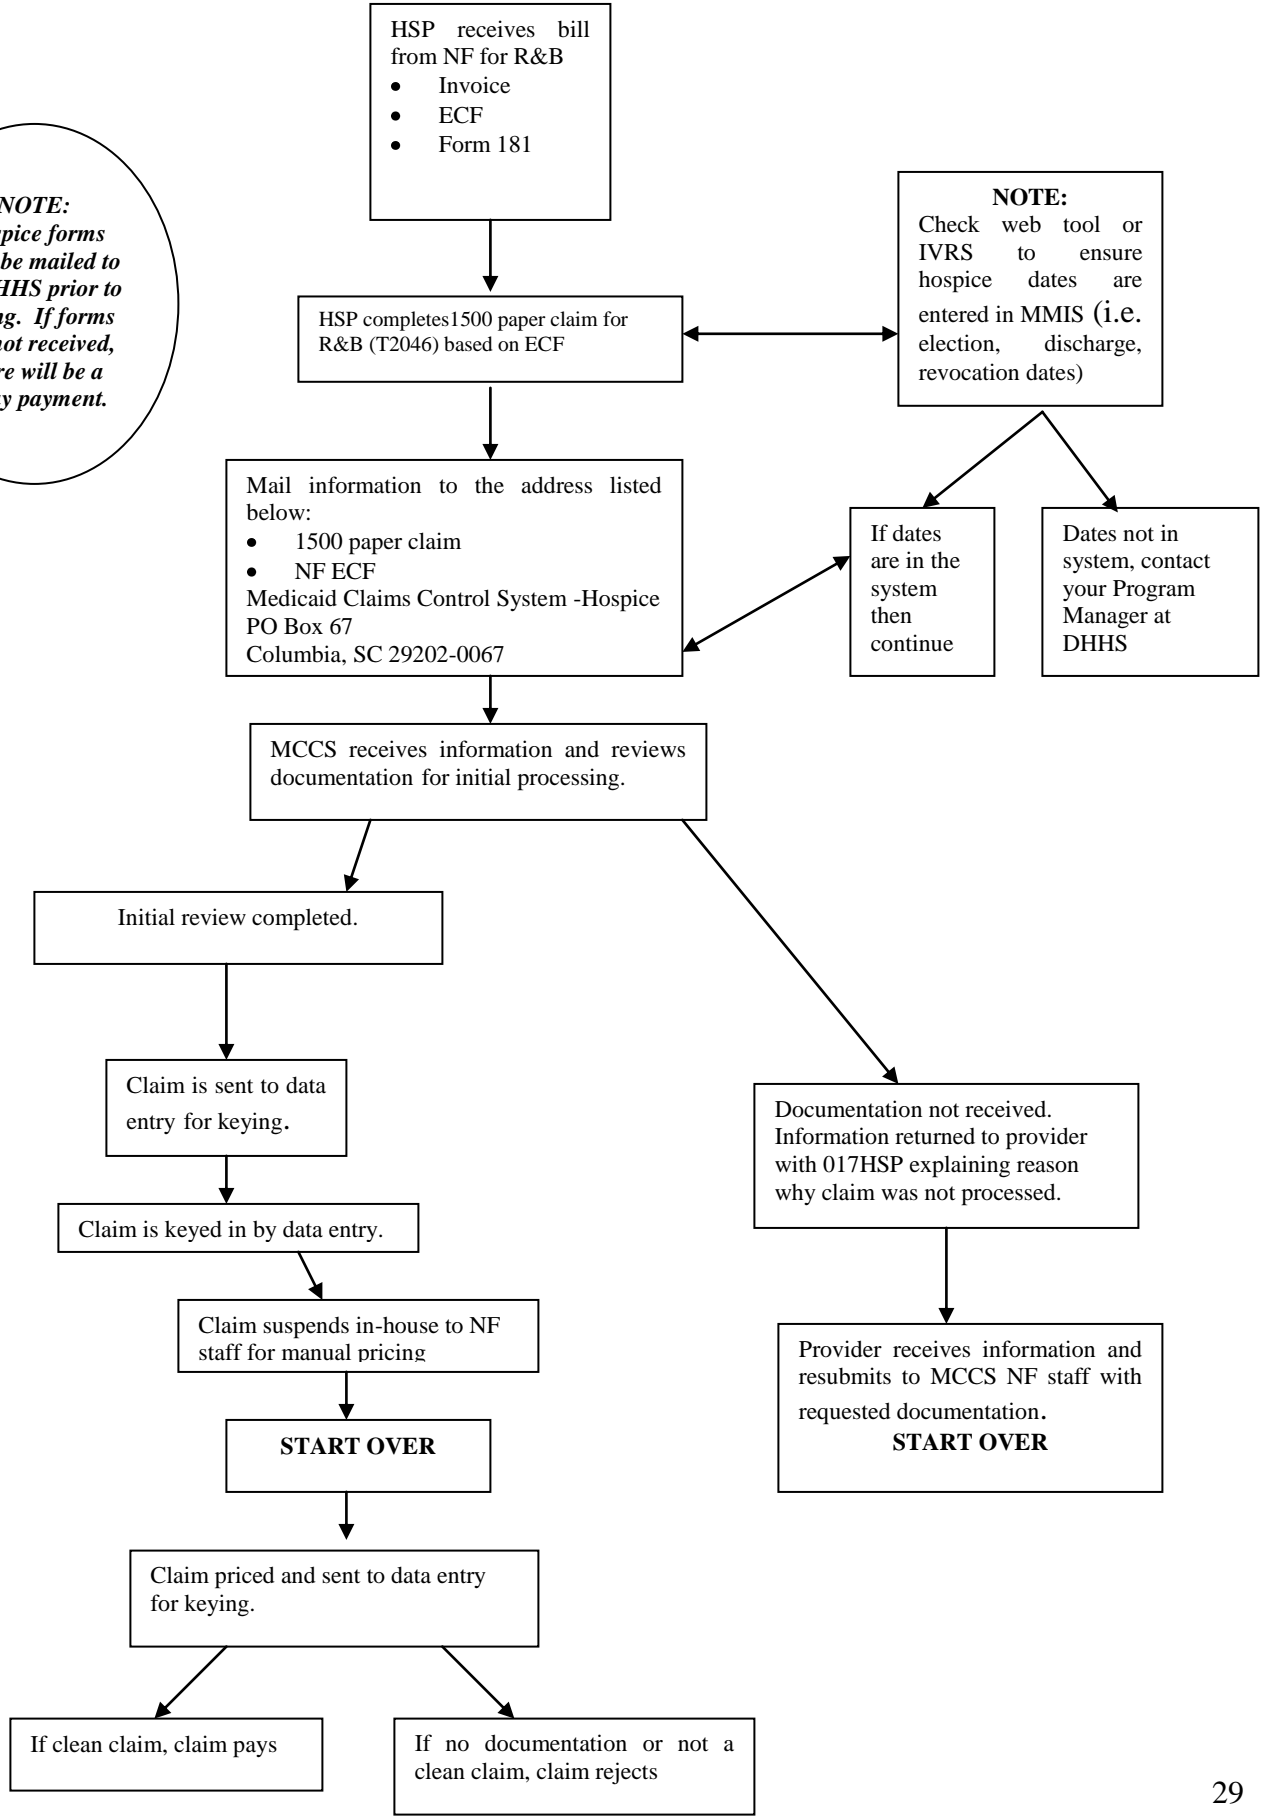 HSP receives bill
from NF for R&B
• Invoice
• ECF
• Form 181
NOTE:
forms
be mailed to
prior to
If forms
not received,
will be a
payment.
NOTE:
Check web tool or
IVRS to ensure
hospice dates are
entered in MMIS (i.e.
election, discharge,
revocation dates)
HSP completes1500 paper claim for
R&B (T2046) based on ECF
Mail information to the address listed
below:
• 1500 paper claim
• NF ECF
Medicaid Claims Control System -Hospice
PO Box 67
Columbia, SC 29202-0067
If dates
are in the
system
then
continue
Dates not in
system, contact
your Program
Manager at
DHHS
MCCS receives information and reviews
documentation for initial processing.
Initial review completed.
Claim is sent to data
entry for keying.
Claim is keyed in by data entry.
Claim suspends in-house to NF
staff for manual pricing
START OVER
Claim priced and sent to data entry
for keying.
If clean claim, claim pays
If no documentation or not a
clean claim, claim rejects
Documentation not received.
Information returned to provider
with 017HSP explaining reason
why claim was not processed.
Provider receives information and
resubmits to MCCS NF staff with
requested documentation.
START OVER
29